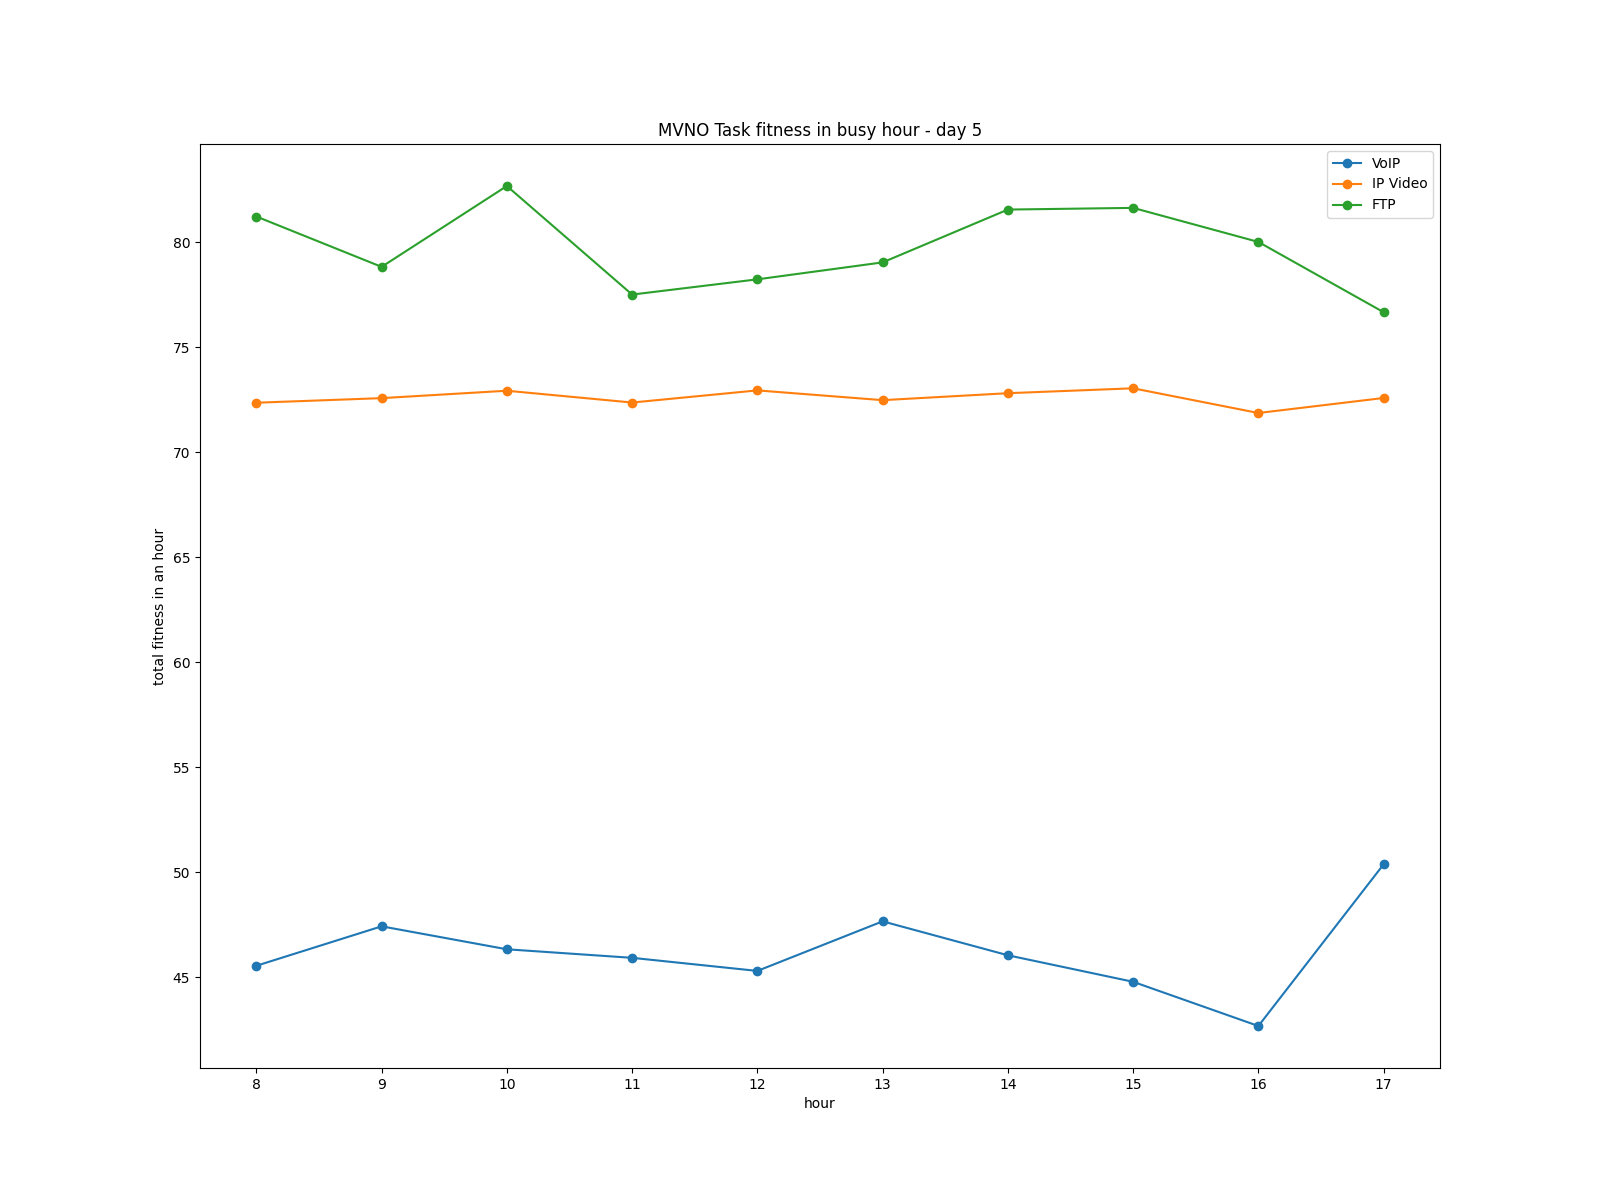 MVNO Task fitness in busy hour - day 5
VoIP
IP Video
FTP
total fitness in an hour
80
75
70
65
60
55
50
45
8 9 10 11 12 13 14 15 16 17
hour